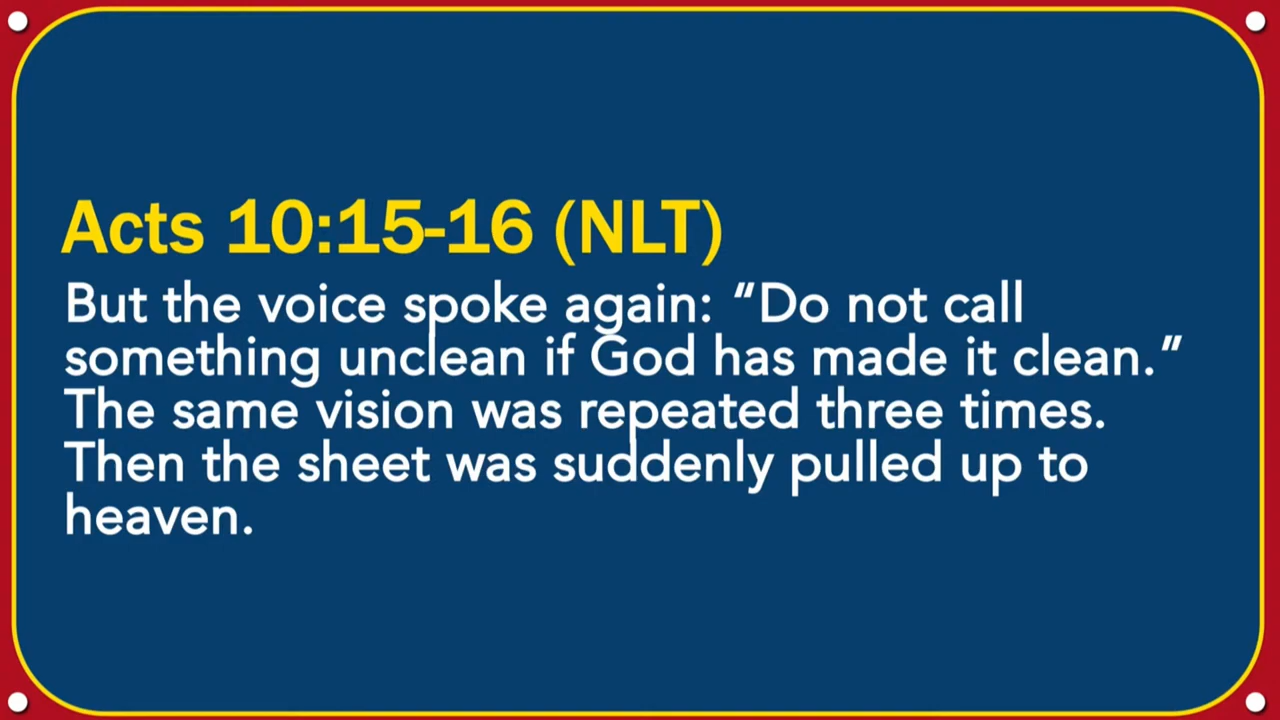 Acts 10:15-16 (NLT)
But the voice spoke again: “Do not call
something unclean if God has made it clean.”
The same vision was repeated three times.
Then the sheet was suddenly pulled up to
heaven.